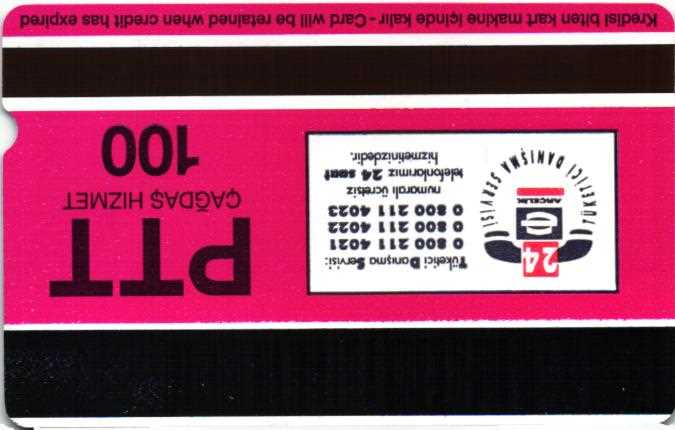 PTT
ÇAĞDAŞ HİZMET
100
24
ARÇELİK
TÜKETİCİ DANIŞMA SERVİSİ
Tüketici Danışma Servisi:
0 800 211 4021
0 800 211 4022
0 800 211 4023
numaralı ücretsiz
telefonlarımız 24 saat
hizmetinizdedir.
Kredisi biten kart makine içinde kalır - Card will be retained when credit has expired